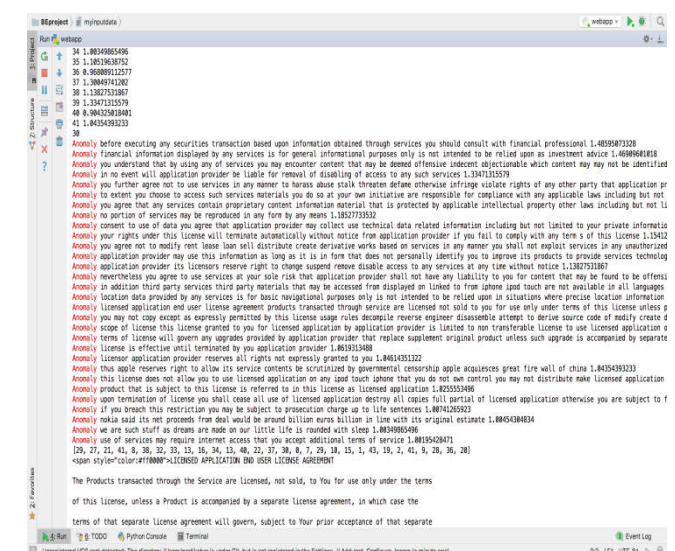 BEproject myinputdata
webapp
Run webapp
1: Project
34 1.00349865496
35 1.10519638752
36 0.968089112577
37 1.30049741202
38 1.13827531867
39 1.33471315579
40 0.904325018401
41 1.04354393233
30
Anomaly before executing any securities transaction based upon information obtained through services you should consult with financial professional 1.48595073328
Anomaly financial information displayed by any services is for general informational purposes only is not intended to be relied upon as investment advice 1.46909601018
Anomaly you understand that by using any of services you may encounter content that may be deemed offensive indecent objectionable which content may may not be identified
Anomaly in no event will application provider be liable for removal of disabling of access to any such services 1.33471315579
Anomaly you further agree not to use services in any manner to harass abuse stalk threaten defame otherwise infringe violate rights of any other party that application pr
Anomaly to extent you choose to access such services materials you do so at your own initiative are responsible for compliance with any applicable laws including but not
Anomaly you agree that any services contain proprietary content information material that is protected by applicable intellectual property other laws including but not li
Anomaly no portion of services may be reproduced in any form by any means 1.18527733532
Anomaly consent to use of data you agree that application provider may collect use technical data related information including but not limited to your private informatio
Anomaly your rights under this license will terminate automatically without notice from application provider if you fail to comply with any term s of this license 1.15412
Anomaly you agree not to modify rent lease loan sell distribute create derivative works based on services in any manner you shall not exploit services in any unauthorized
Anomaly application provider may use this information as long as it is in form that does not personally identify you to improve its products to provide services technolog
Anomaly application provider its licensors reserve right to change suspend remove disable access to any services at any time without notice 1.13827531867
Anomaly nevertheless you agree to use services at your sole risk that application provider shall not have any liability to you for content that may be found to be offensi
Anomaly in addition third party services third party materials that may be accessed from displayed on linked to from iphone ipod touch are not available in all languages
Anomaly location data provided by any services is for basic navigational purposes only is not intended to be relied upon in situations where precise location information
Anomaly licensed application end user license agreement products transacted through service are licensed not sold to you for use only under terms of this license unless p
Anomaly you may not copy except as expressly permitted by this license usage rules decompile reverse engineer disassemble attempt to derive source code of modify create d
Anomaly scope of license this license granted to you for licensed application by application provider is limited to non transferable license to use licensed application o
Anomaly terms of license will govern any upgrades provided by application provider that replace supplement original product unless such upgrade is accompanied by separate
Anomaly license is effective until terminated by you application provider 1.0619313488
Anomaly licensor application provider reserves all rights not expressly granted to you 1.04614351322
Anomaly thus apple reserves right to allow its service contents be scrutinized by governmental censorship apple acquiesces great fire wall of china 1.04354393233
Anomaly this license does not allow you to use licensed application on any ipod touch iphone that you do not own control you may not distribute make licensed application
Anomaly product that is subject to this license is referred to in this license as licensed application 1.0255553496
Anomaly upon termination of license you shall cease all use of licensed application destroy all copies full partial of licensed application otherwise you are subject to f
Anomaly if you breach this restriction you may be subject to prosecution charge up to life sentences 1.00741265923
Anomaly nokia said its net proceeds from deal would be around billion euros billion in line with its original estimate 1.00454304834
Anomaly we are such stuff as dreams are made on our little life is rounded with sleep 1.00349865496
Anomaly use of services may require internet access that you accept additional terms of service 1.00195428471
[29, 27, 21, 41, 8, 38, 32, 33, 13, 16, 34, 13, 40, 22, 37, 30, 0, 7, 29, 10, 15, 1, 43, 19, 2, 41, 9, 28, 36, 20]
<span style="color:#ff0000">LICENSED APPLICATION END USER LICENSE AGREEMENT
The Products transacted through the Service are licensed, not sold, to You for use only under the terms
of this license, unless a Product is accompanied by a separate license agreement, in which case the
terms of that separate license agreement will govern, subject to Your prior acceptance of that separate
Z: Structure
2: Favorites
4: Run 6: TODO Python Console Terminal Event Log